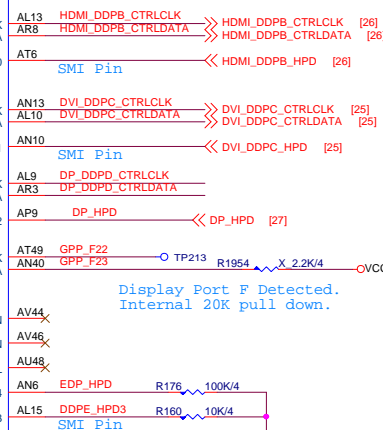 AL13 HDMI_DDPB_CTRLCLK HDMI_DDPB_CTRLCLK [26]
AR8 HDMI_DDPB_CTRLDATA HDMI_DDPB_CTRLDATA [26
AT6 HDMI_DDPB_HPD [26]
SMI Pin
AN13 DVI_DDPC_CTRLCLK DVI_DDPC_CTRLCLK [25]
AL10 DVI_DDPC_CTRLDATA DVI_DDPC_CTRLDATA [25]
AN10 DVI_DDPC_HPD [25]
SMI Pin
AL9 DP_DDPD_CTRLCLK
AR3 DP_DDPD_CTRLDATA
AP9 DP_HPD DP_HPD [27]
AT49 GPP_F22 TP213
AN40 GPP_F23 R1954 X_2.2K/4 VCC
Display Port F Detected.
Internal 20K pull down.
AV44
AV46
AU48
AN6 EDP_HPD R176 100K/4
AL15 DDPE_HPD3 R160 10K/4
SMI Pin